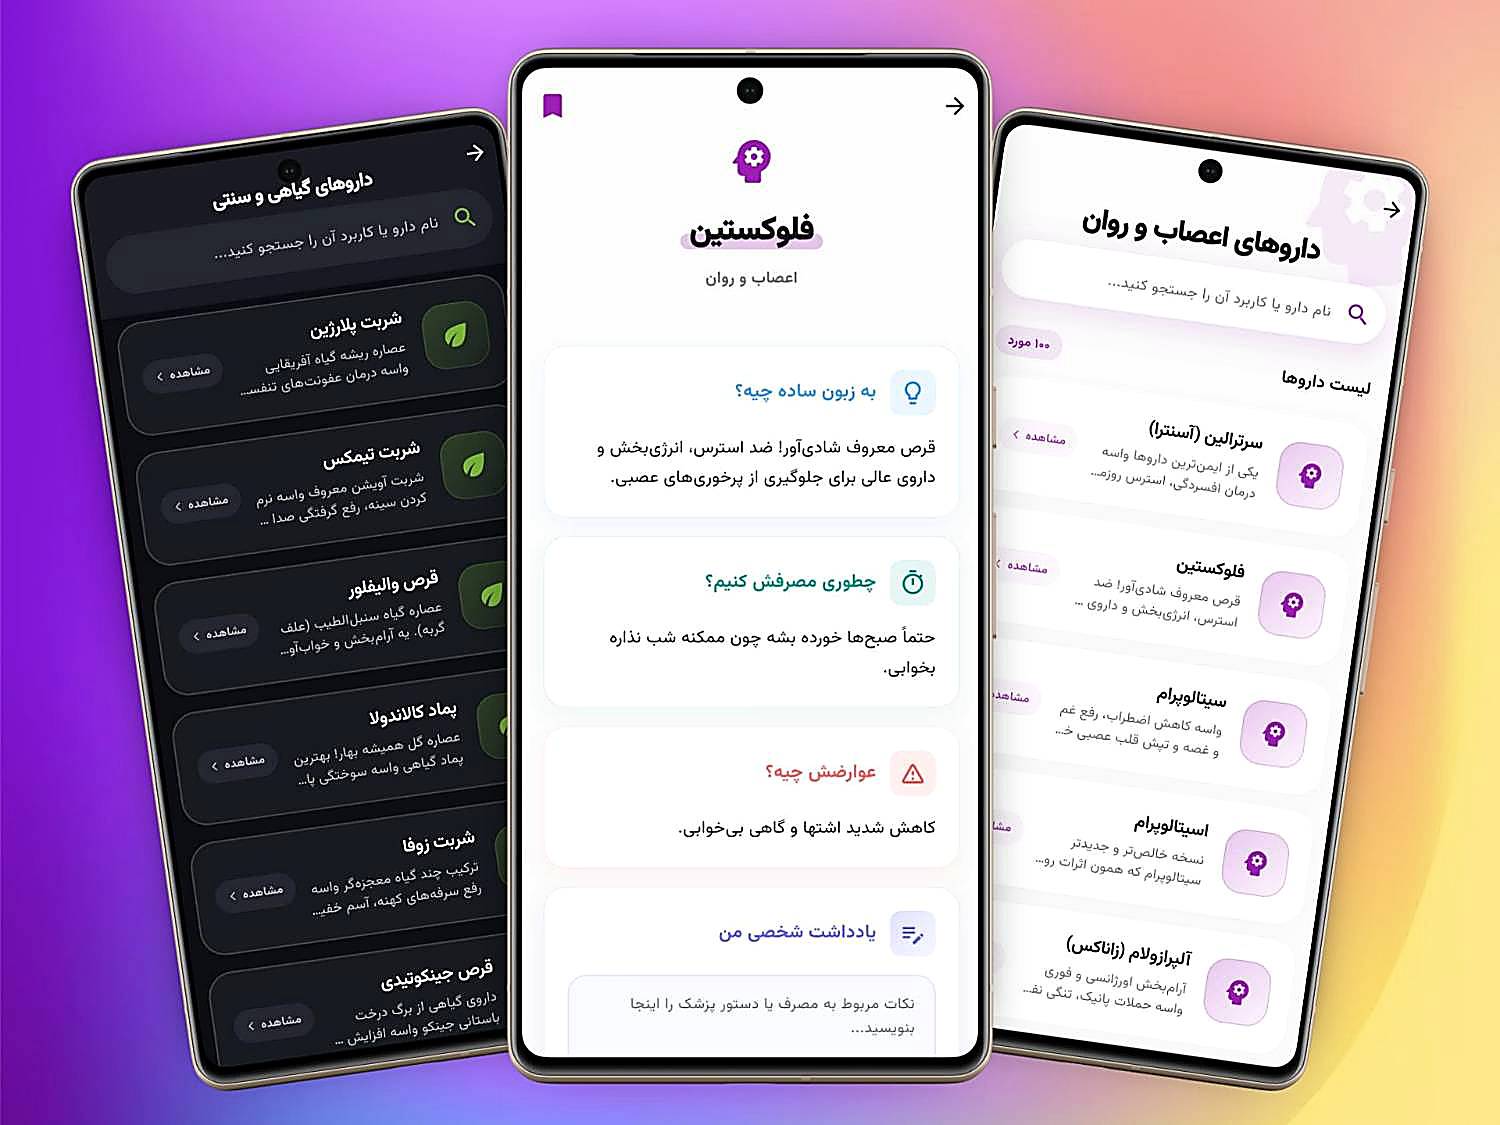 داروهای گیاهی و سنتی
نام دارو یا کاربرد آن را جستجو کنید...
شربت پلارژین
عصاره ریشه گیاه آفریقایی
واسه درمان عفونت‌های تنفسـ...
مشاهده
شربت تیمکس
شربت آویشن معروف واسه نرم
کردن سینه، رفع گرفتگی صدا ...
مشاهده
قرص والیفلور
عصاره گیاه سنبل‌الطیب (علف
گربه). یه آرام‌بخش و خواب‌آو...
مشاهده
پماد کالاندولا
عصاره گل همیشه بهار! بهترین
پماد گیاهی واسه سوختگی پا...
مشاهده
شربت زوفا
ترکیب چند گیاه معجزه‌گر واسه
رفع سرفه‌های کهنه، آسم خفیـ...
مشاهده
قرص جینکوتیدی
داروی گیاهی از برگ درخت
باستانی جینکو واسه افزایش ...
مشاهده
فلوکستین
اعصاب و روان
به زبون ساده چیه؟
قرص معروف شادی‌آور! ضد استرس، انرژی‌بخش و
داروی عالی برای جلوگیری از پرخوری‌های عصبی.
چطوری مصرفش کنیم؟
حتماً صبح‌ها خورده بشه چون ممکنه شب نذاره
بخوابی.
عوارضش چیه؟
کاهش شدید اشتها و گاهی بی‌خوابی.
یادداشت شخصی من
نکات مربوط به مصرف یا دستور پزشک را اینجا
بنویسید...
داروهای اعصاب و روان
نام دارو یا کاربرد آن را جستجو کنید...
۱۰۰ مورد
لیست داروها
سرترالین (آسنترا)
یکی از ایمن‌ترین داروها واسه
درمان افسردگی، استرس روزمـ...
مشاهده
فلوکستین
قرص معروف شادی‌آور! ضد
استرس، انرژی‌بخش و داروی ...
مشاهده
سیتالوپرام
واسه کاهش اضطراب، رفع غم
و غصه و تپش قلب عصبی خـ...
مشاهده
اسیتالوپرام
نسخه خالص‌تر و جدیدتر
سیتالوپرام که همون اثرات رو...
مشا
آلپرازولام (زاناکس)
آرام‌بخش اورژانسی و فوری
واسه حملات پانیک، تنگی نفـ...